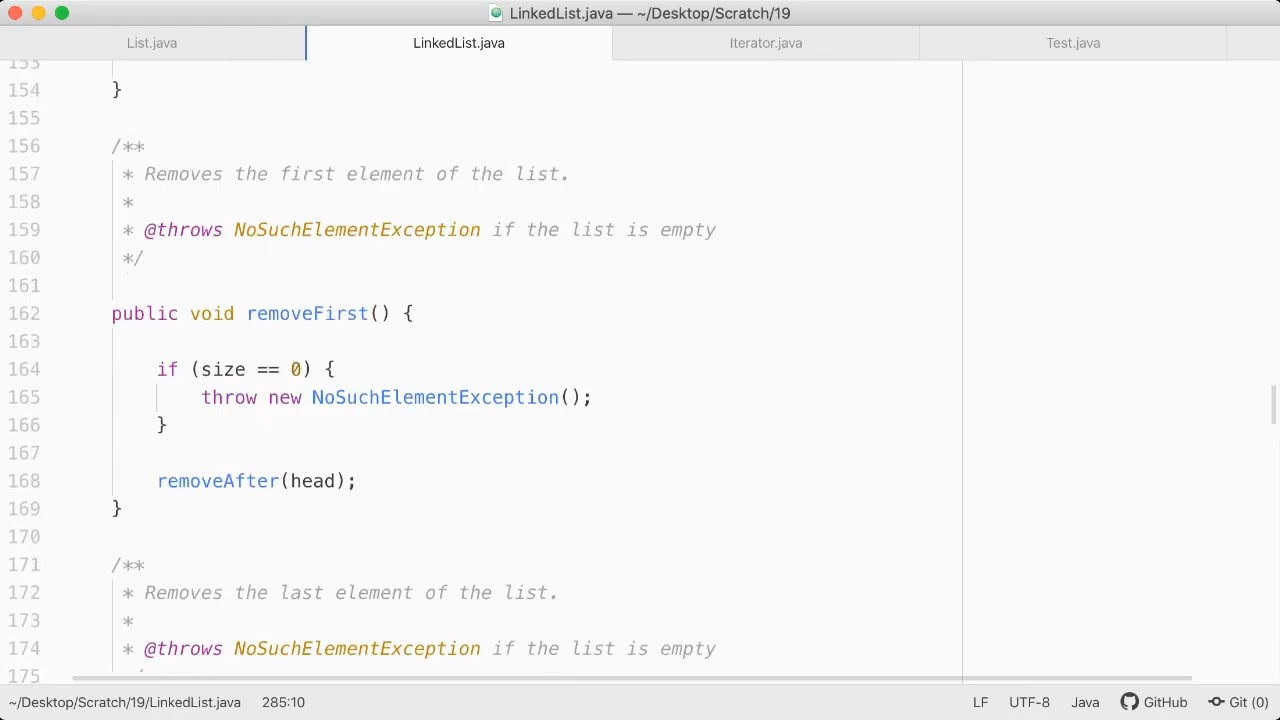 LinkedList.java — ~/Desktop/Scratch/19
List.java LinkedList.java Iterator.java Test.java
153
154 }
155
156 /**
157 * Removes the first element of the list.
158 *
159 * @throws NoSuchElementException if the list is empty
160 */
161
162 public void removeFirst() {
163
164 if (size == 0) {
165 throw new NoSuchElementException();
166 }
167
168 removeAfter(head);
169 }
170
171 /**
172 * Removes the last element of the list.
173 *
174 * @throws NoSuchElementException if the list is empty
175
~/Desktop/Scratch/19/LinkedList.java 285:10 LF UTF-8 Java GitHub Git (0)